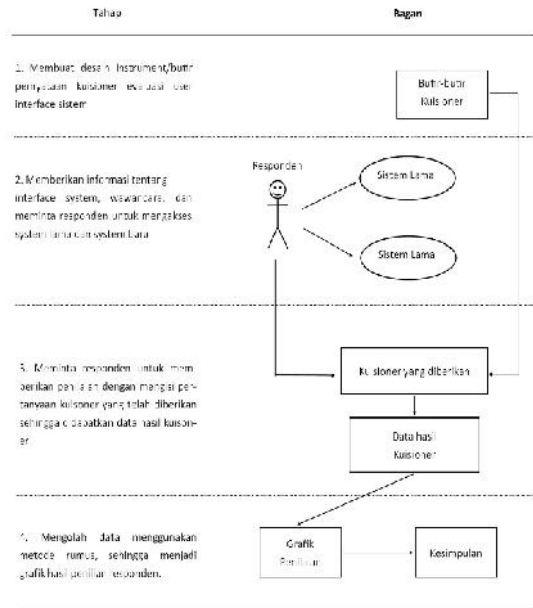 Tahap
Bagan
1. Membuat desain instrument/butir
pernyataan kuisioner evaluasi user
interface sistem
Butir-butir
Kuisioner
2. Memberikan informasi tentang
interface system, wawancara, dan
meminta responden untuk mengakses
system lama dan system baru
Responden
Sistem Lama
Sistem Lama
3. Meminta responden untuk mem-
berikan penilaian dengan mengisi per-
tanyaan kuisoner yang telah diberikan
sehingga didapatkan data hasil kuison-
er
Kuisioner yang diberikan
Data hasil
Kuisioner
4. Mengolah data menggunakan
metode rumus, sehingga menjadi
grafik hasil penilian responden.
Grafik
Penilaian
Kesimpulan